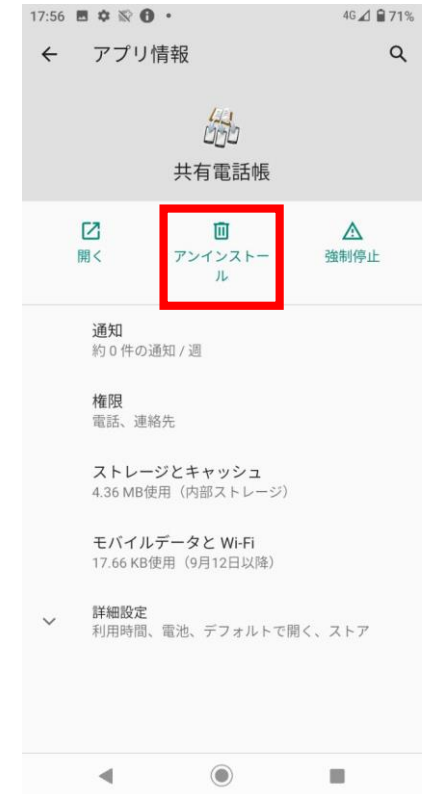 17:56 4G 71%
アプリ情報
共有電話帳
開く
アンインストー
ル
強制停止
通知
約 0 件の通知 / 週
権限
電話、連絡先
ストレージとキャッシュ
4.36 MB使用（内部ストレージ）
モバイルデータと Wi-Fi
17.66 KB使用（9月12日以降）
詳細設定
利用時間、電池、デフォルトで開く、ストア